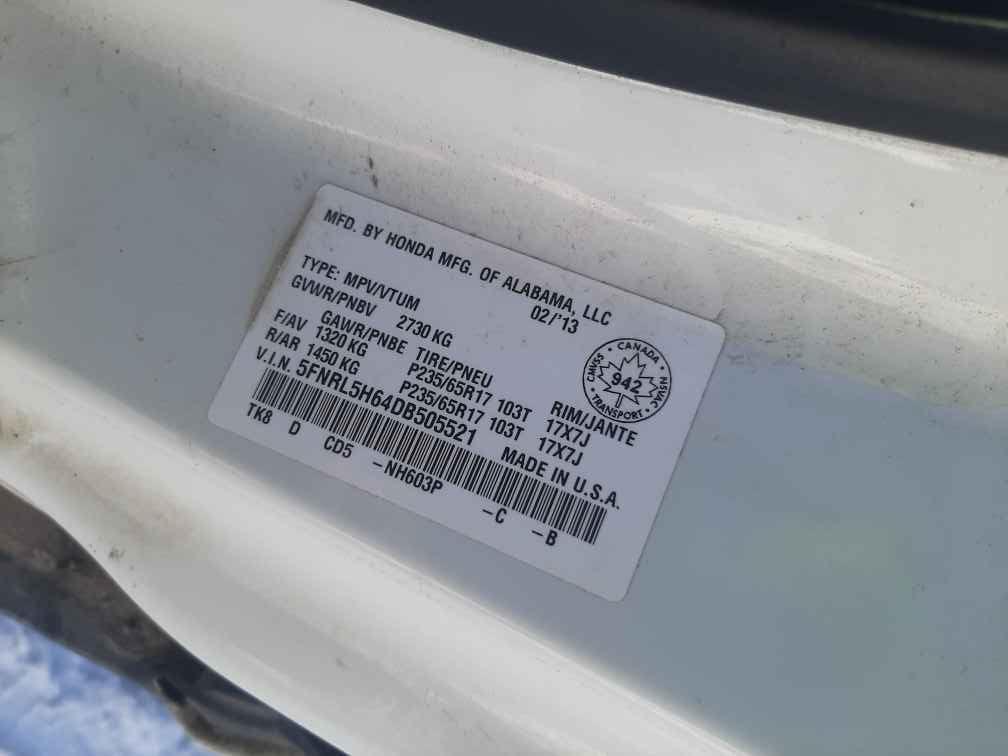 MFD. BY HONDA MFG. OF ALABAMA, LLC
02/'13
TYPE: MPV/VTUM
GVWR/PNBV 2730 KG
GAWR/PNBE TIRE/PNEU RIM/JANTE
F/AV 1320 KG P235/65R17 103T 17X7J
R/AR 1450 KG P235/65R17 103T 17X7J
V.I.N. 5FNRL5H64DB505521 MADE IN U.S.A.
TK8 D CD5 -NH603P -C -B
CANADA
CMISS 942 NSVAC
TRANSPORT